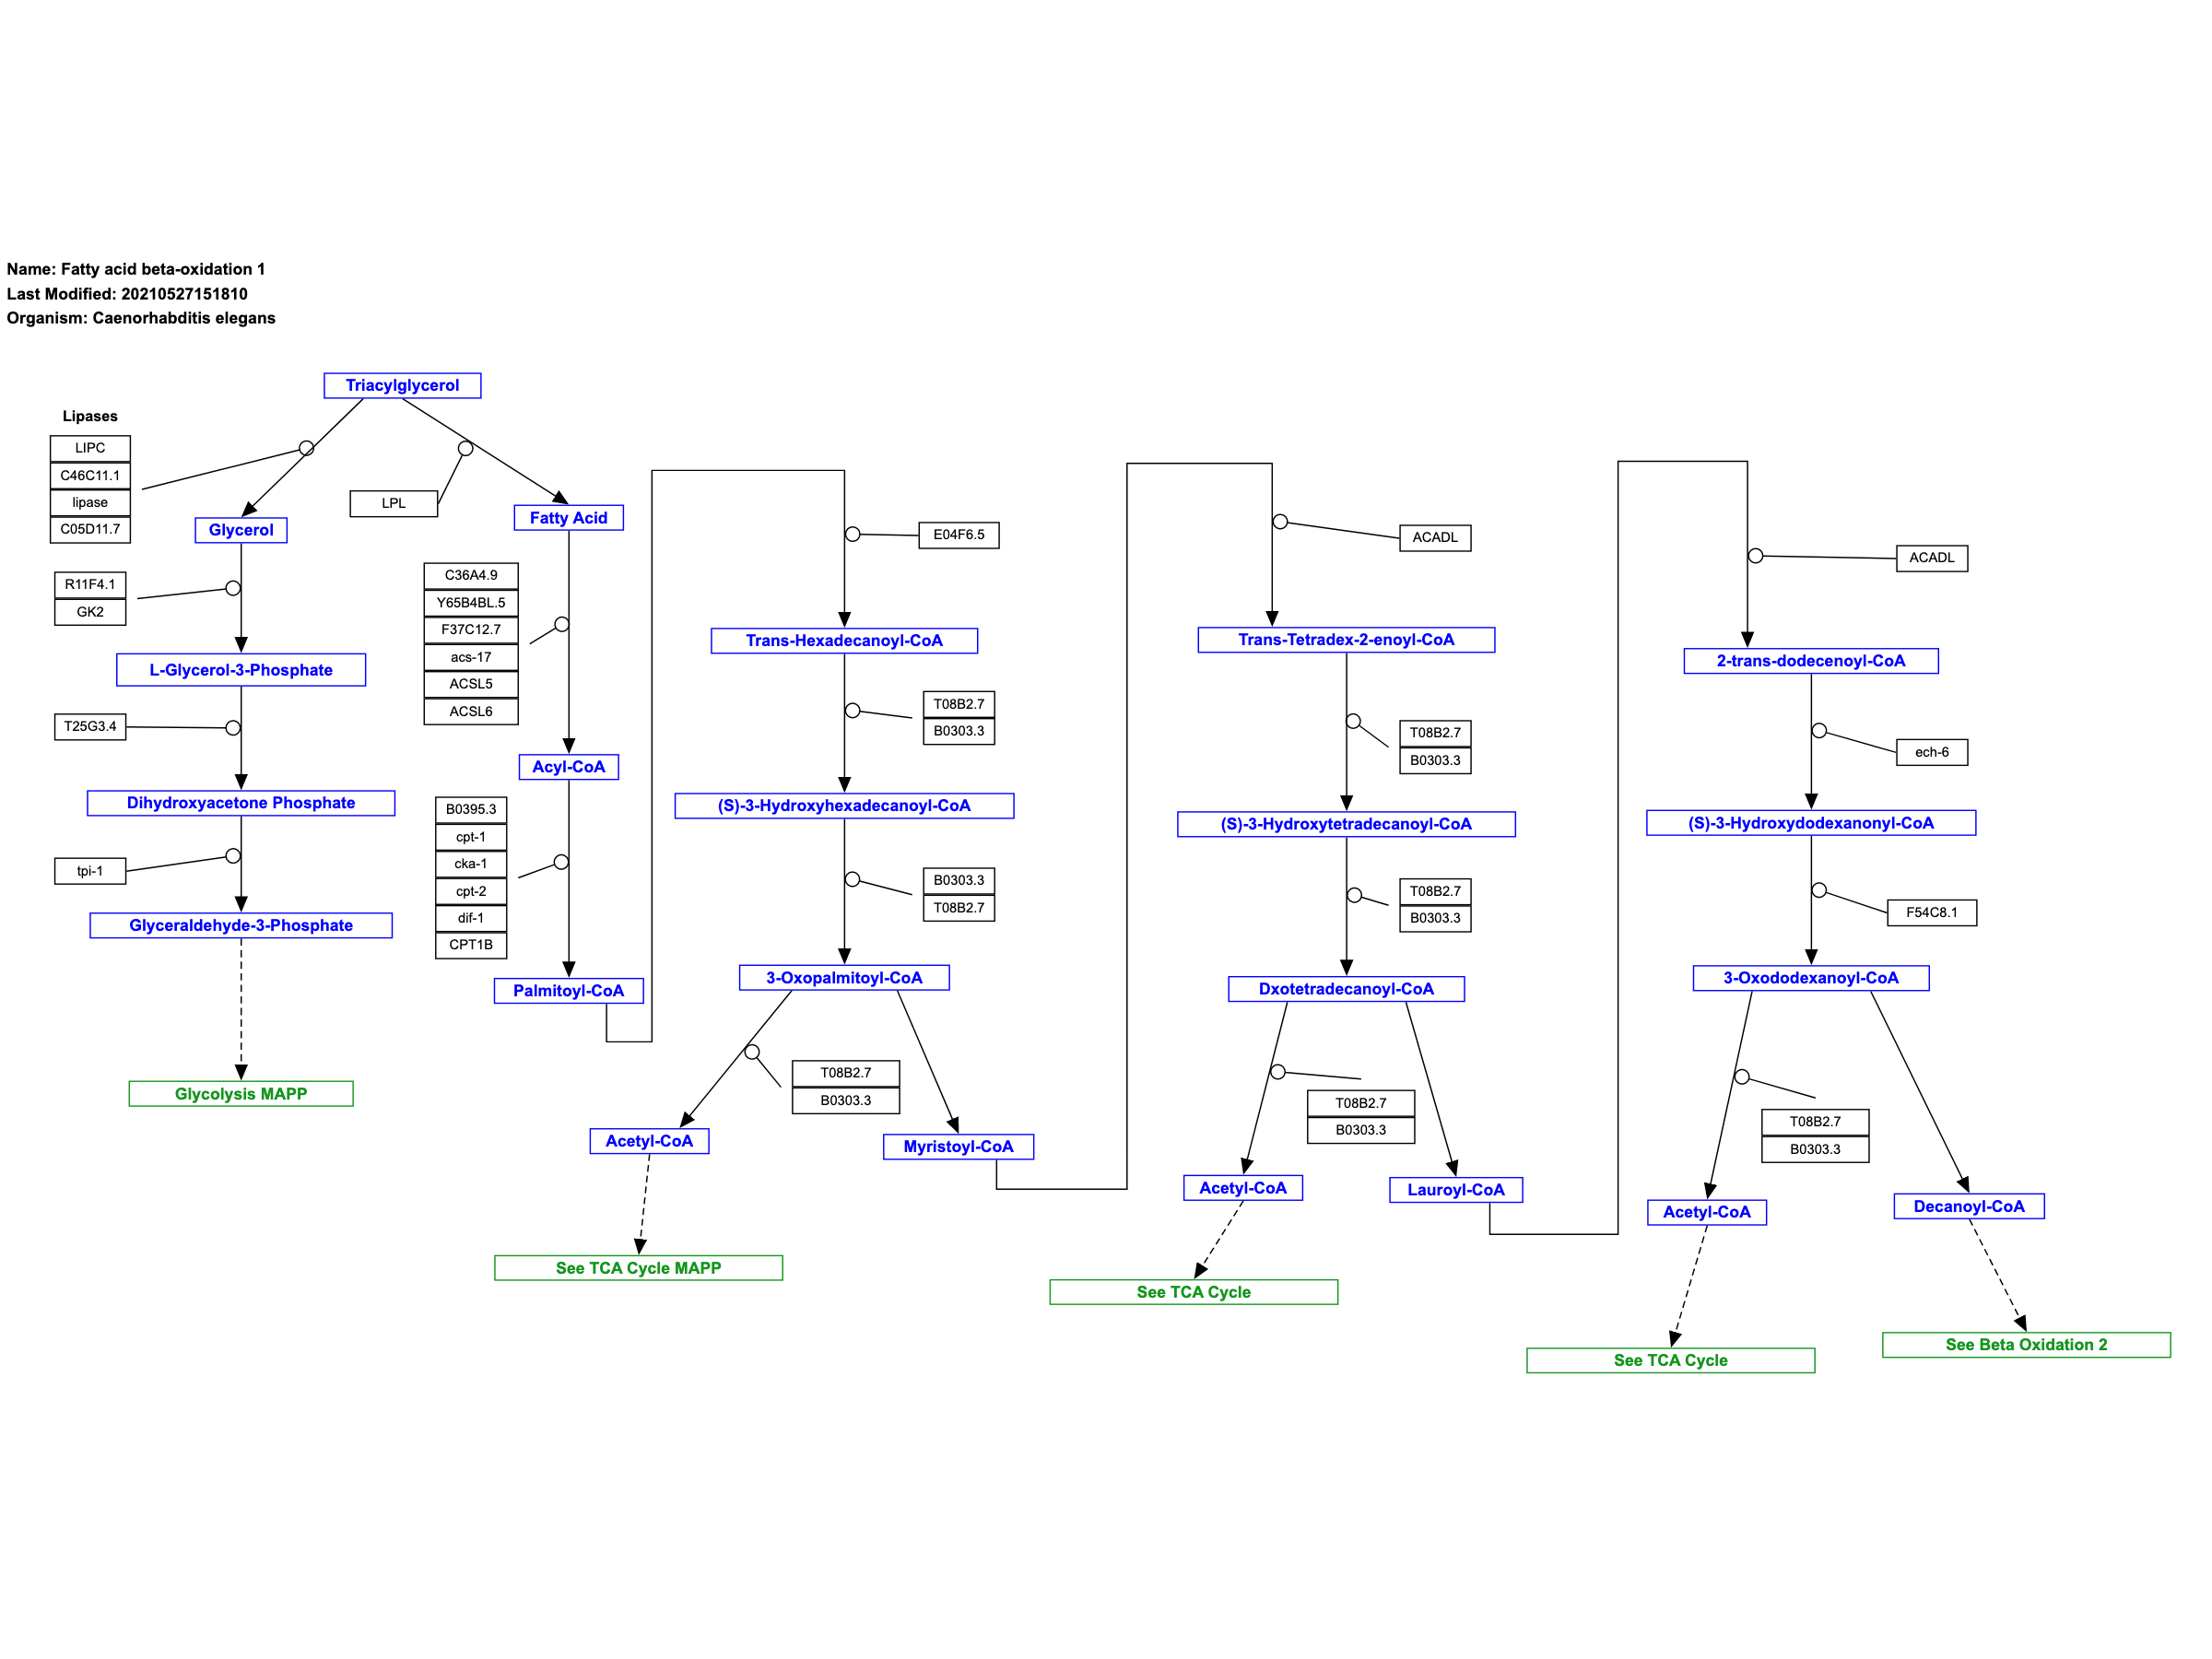 Name: Fatty acid beta-oxidation 1
Last Modified: 20210527151810
Organism: Caenorhabditis elegans
Triacylglycerol
Lipases
LIPC
C46C11.1
lipase
C05D11.7
LPL
Glycerol
Fatty Acid
R11F4.1
GK2
L-Glycerol-3-Phosphate
T25G3.4
Dihydroxyacetone Phosphate
tpi-1
Glyceraldehyde-3-Phosphate
Glycolysis MAPP
C36A4.9
Y65B4BL.5
F37C12.7
acs-17
ACSL5
ACSL6
Acyl-CoA
B0395.3
cpt-1
cka-1
cpt-2
dif-1
CPT1B
Palmitoyl-CoA
E04F6.5
Trans-Hexadecanoyl-CoA
T08B2.7
B0303.3
(S)-3-Hydroxyhexadecanoyl-CoA
B0303.3
T08B2.7
3-Oxopalmitoyl-CoA
T08B2.7
B0303.3
Acetyl-CoA
Myristoyl-CoA
See TCA Cycle MAPP
ACADL
Trans-Tetradex-2-enoyl-CoA
T08B2.7
B0303.3
(S)-3-Hydroxytetradecanoyl-CoA
T08B2.7
B0303.3
Dxotetradecanoyl-CoA
T08B2.7
B0303.3
Acetyl-CoA
Lauroyl-CoA
See TCA Cycle
ACADL
2-trans-dodecenoyl-CoA
ech-6
(S)-3-Hydroxydodexanonyl-CoA
F54C8.1
3-Oxododexanoyl-CoA
T08B2.7
B0303.3
Acetyl-CoA
Decanoyl-CoA
See TCA Cycle
See Beta Oxidation 2